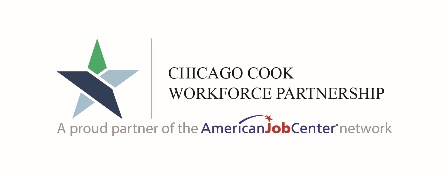 CHICAGO COOK
WORKFORCE PARTNERSHIP
A proud partner of the AmericanJobCenter® network